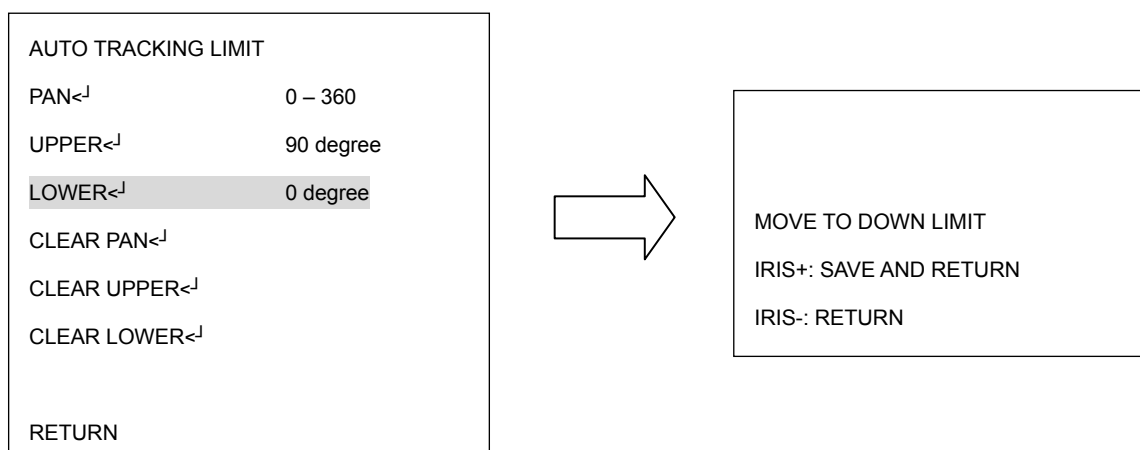 AUTO TRACKING LIMIT
PAN<┘ 0 – 360
UPPER<┘ 90 degree
LOWER<┘ 0 degree
CLEAR PAN<┘
CLEAR UPPER<┘
CLEAR LOWER<┘
RETURN
MOVE TO DOWN LIMIT
IRIS+: SAVE AND RETURN
IRIS-: RETURN